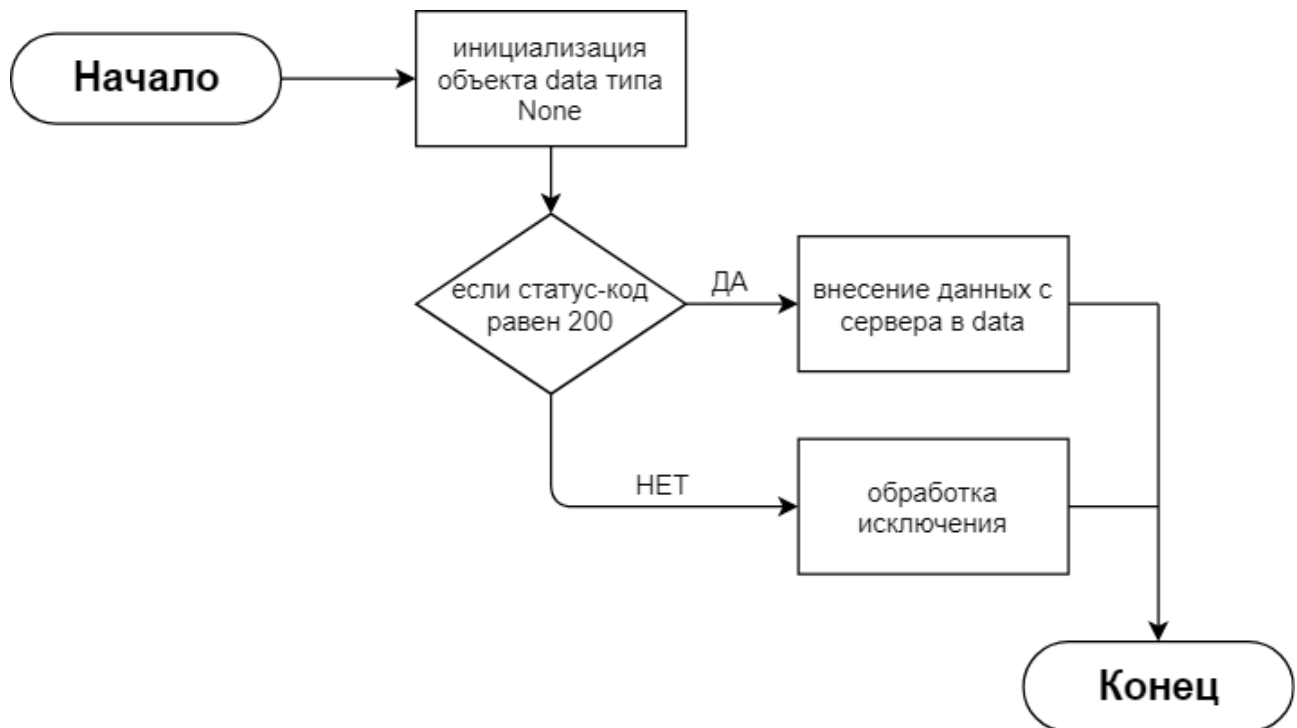 Начало
инициализация
объекта data типа
None
если статус-код
равен 200
ДА
внесение данных с
сервера в data
НЕТ
обработка
исключения
Конец